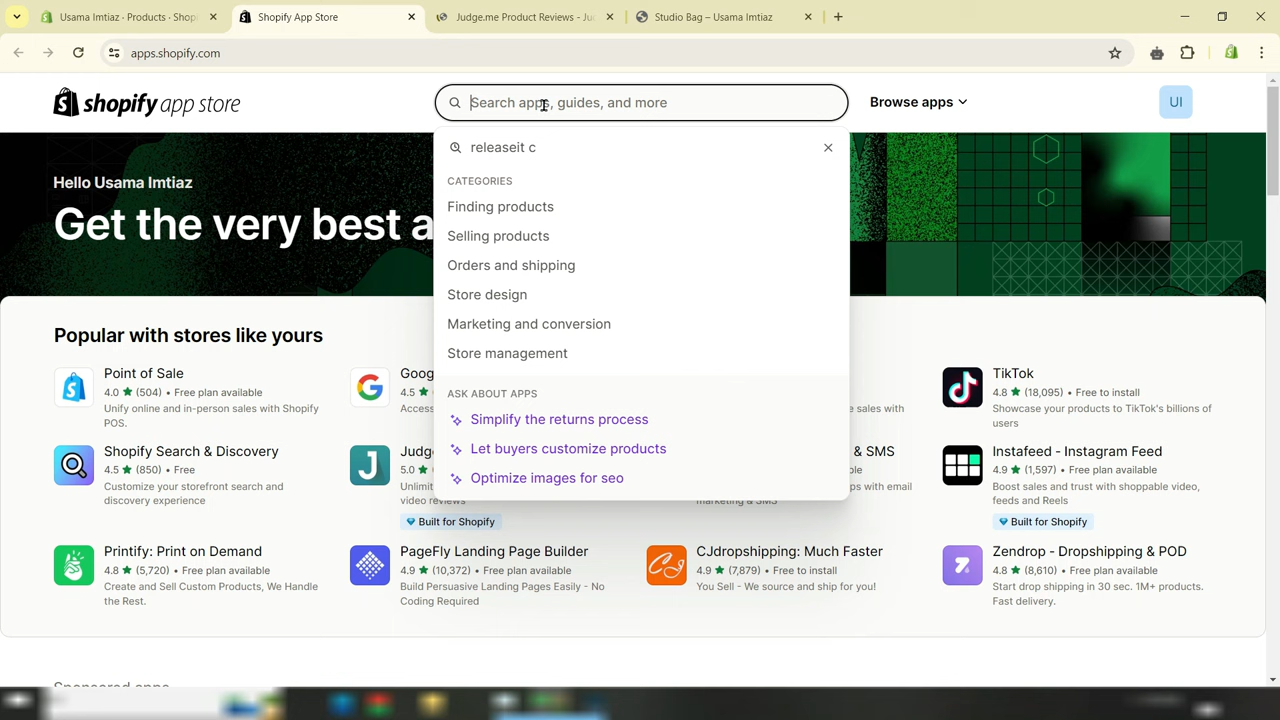 Usama Imtiaz - Products · Shopi
Shopify App Store
Judge.me Product Reviews - Ju
Studio Bag – Usama Imtiaz
apps.shopify.com
shopify app store
Search apps, guides, and more
Browse apps
UI
releaseit c
CATEGORIES
Finding products
Selling products
Orders and shipping
Store design
Marketing and conversion
Store management
ASK ABOUT APPS
Simplify the returns process
Let buyers customize products
Optimize images for seo
Hello Usama Imtiaz
Get the very best a
Popular with stores like yours
Point of Sale
4.0 ★ (504) • Free plan available
Unify online and in-person sales with Shopify
POS.
Goog
4.5 ★
Acces
e sales with
TikTok
4.8 ★ (18,095) • Free to install
Showcase your products to TikTok's billions of
users
Shopify Search & Discovery
4.5 ★ (850) • Free
Customize your storefront search and
discovery experience
Judg
5.0 ★
Unlimit
video reviews
Built for Shopify
& SMS
ble
ps with email
marketing & SMS
Instafeed - Instagram Feed
4.9 ★ (1,597) • Free plan available
Boost sales and trust with shoppable video,
feeds and Reels
Built for Shopify
Printify: Print on Demand
4.8 ★ (5,720) • Free plan available
Create and Sell Custom Products, We Handle
the Rest.
PageFly Landing Page Builder
4.9 ★ (10,372) • Free plan available
Build Persuasive Landing Pages Easily - No
Coding Required
CJdropshipping: Much Faster
4.9 ★ (7,879) • Free to install
You Sell - We source and ship for you!
Zendrop - Dropshipping & POD
4.8 ★ (8,610) • Free plan available
Start drop shipping in 30 sec. 1M+ products.
Fast delivery.
Sponsored apps